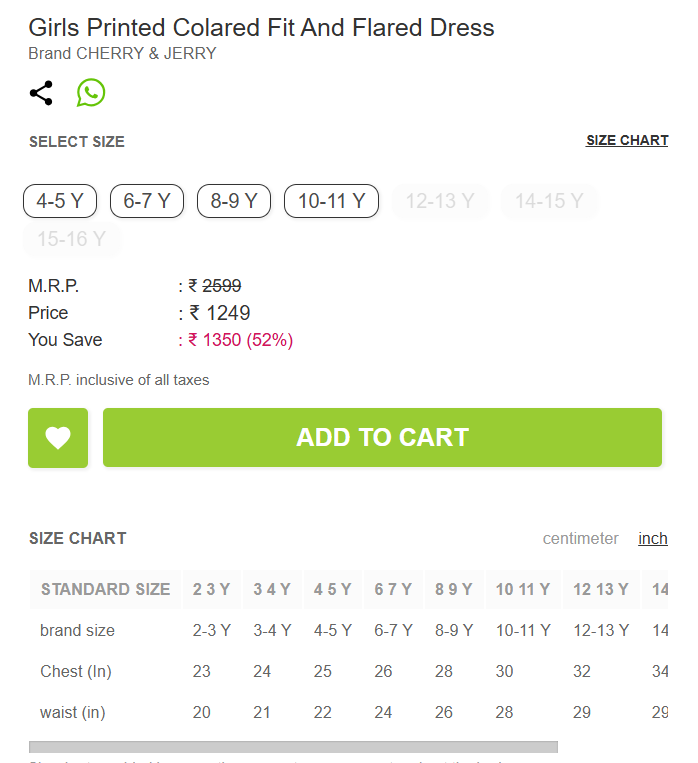 Girls Printed Colared Fit And Flared Dress
Brand CHERRY & JERRY
SELECT SIZE SIZE CHART
4-5 Y 6-7 Y 8-9 Y 10-11 Y 12-13 Y 14-15 Y
15-16 Y
M.R.P. : ₹ 2599
Price : ₹ 1249
You Save : ₹ 1350 (52%)
M.R.P. inclusive of all taxes
ADD TO CART
SIZE CHART centimeter inch
STANDARD SIZE 2 3 Y 3 4 Y 4 5 Y 6 7 Y 8 9 Y 10 11 Y 12 13 Y 14
brand size 2-3 Y 3-4 Y 4-5 Y 6-7 Y 8-9 Y 10-11 Y 12-13 Y 14
Chest (In) 23 24 25 26 28 30 32 34
waist (in) 20 21 22 24 26 28 29 29